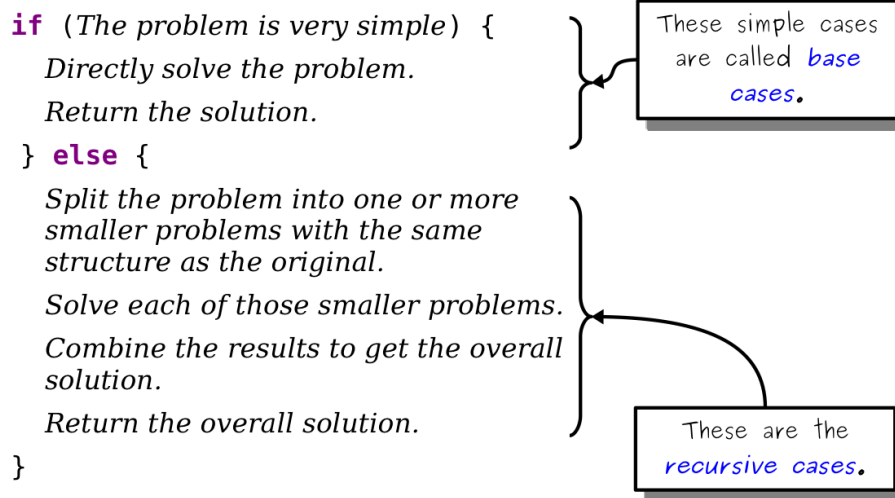 if (The problem is very simple) {
Directly solve the problem.
Return the solution.
} else {
Split the problem into one or more
smaller problems with the same
structure as the original.
Solve each of those smaller problems.
Combine the results to get the overall
solution.
Return the overall solution.
}
These simple cases
are called base
cases.
These are the
recursive cases.